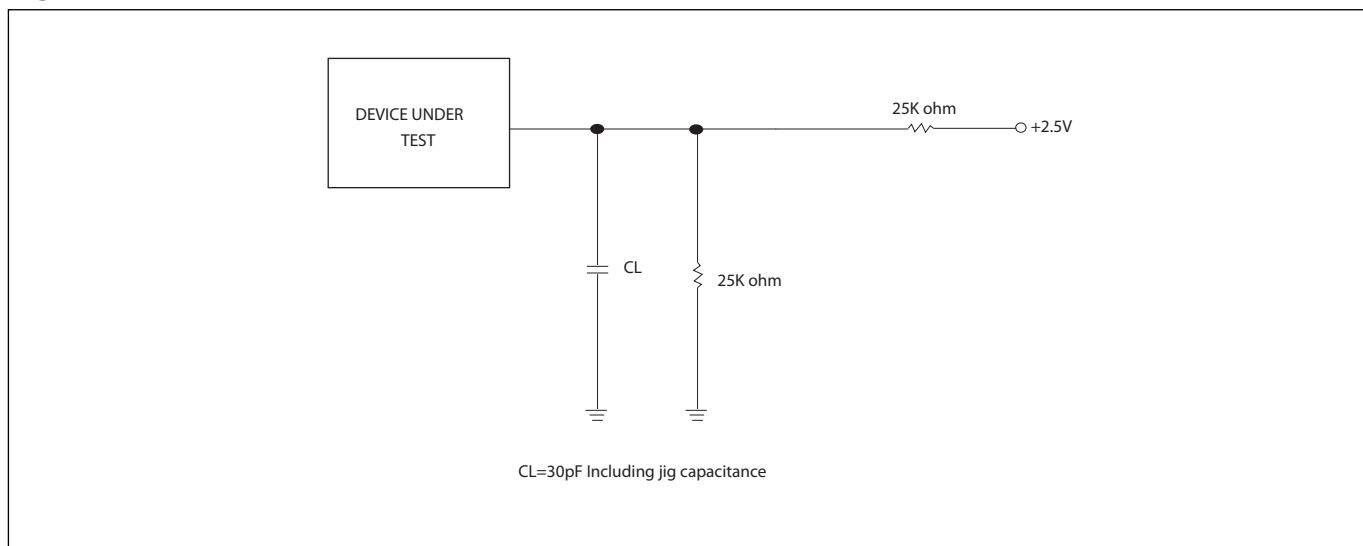 DEVICE UNDER
TEST
25K ohm
+2.5V
CL
25K ohm
CL=30pF Including jig capacitance